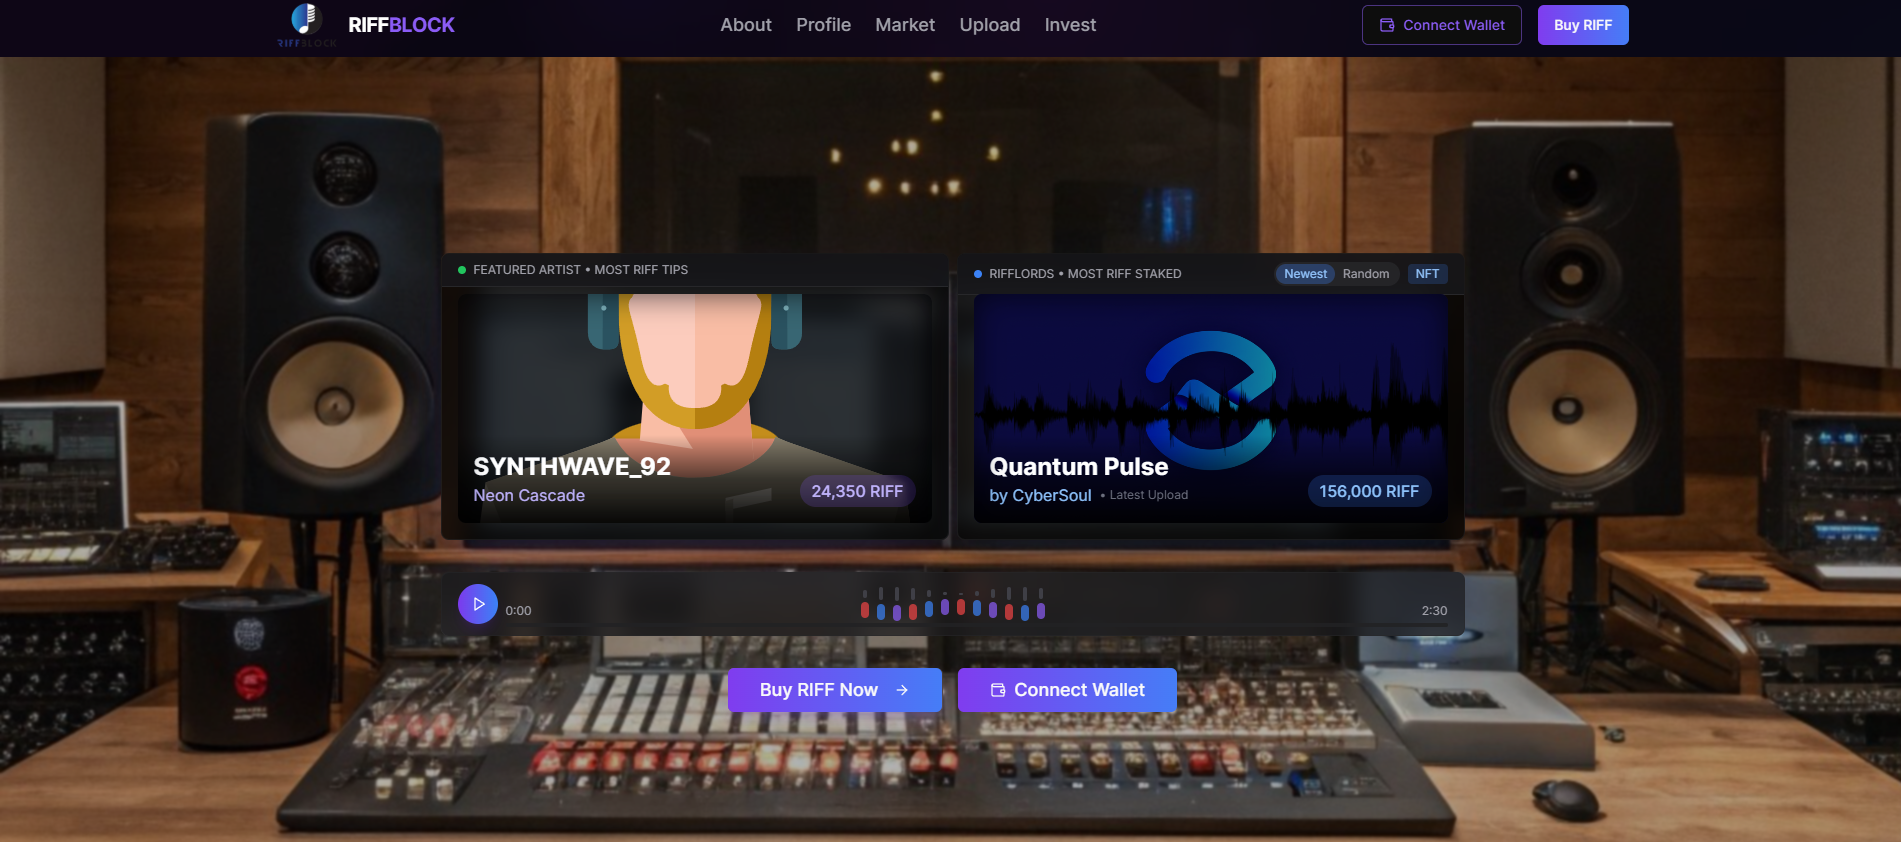 RIFFBLOCK
RIFFBLOCK
About Profile Market Upload Invest
Connect Wallet
Buy RIFF
FEATURED ARTIST • MOST RIFF TIPS
SYNTHWAVE_92
Neon Cascade
24,350 RIFF
RIFFLORDS • MOST RIFF STAKED
Newest Random NFT
Quantum Pulse
by CyberSoul • Latest Upload
156,000 RIFF
0:00
2:30
Buy RIFF Now
Connect Wallet